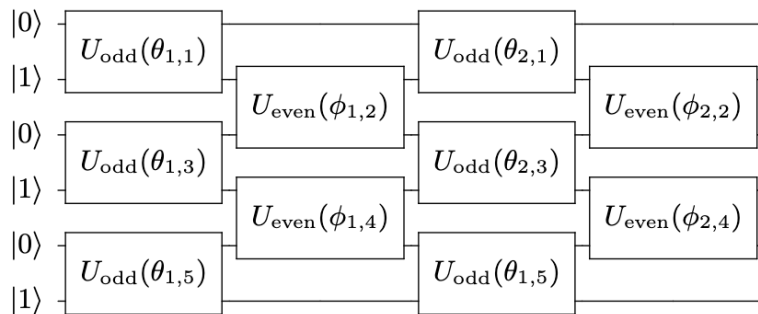 |0⟩ U_odd(θ_{1,1}) U_odd(θ_{2,1})
|1⟩
U_even(ϕ_{1,2}) U_even(ϕ_{2,2})
|0⟩ U_odd(θ_{1,3}) U_odd(θ_{2,3})
|1⟩
U_even(ϕ_{1,4}) U_even(ϕ_{2,4})
|0⟩ U_odd(θ_{1,5}) U_odd(θ_{1,5})
|1⟩